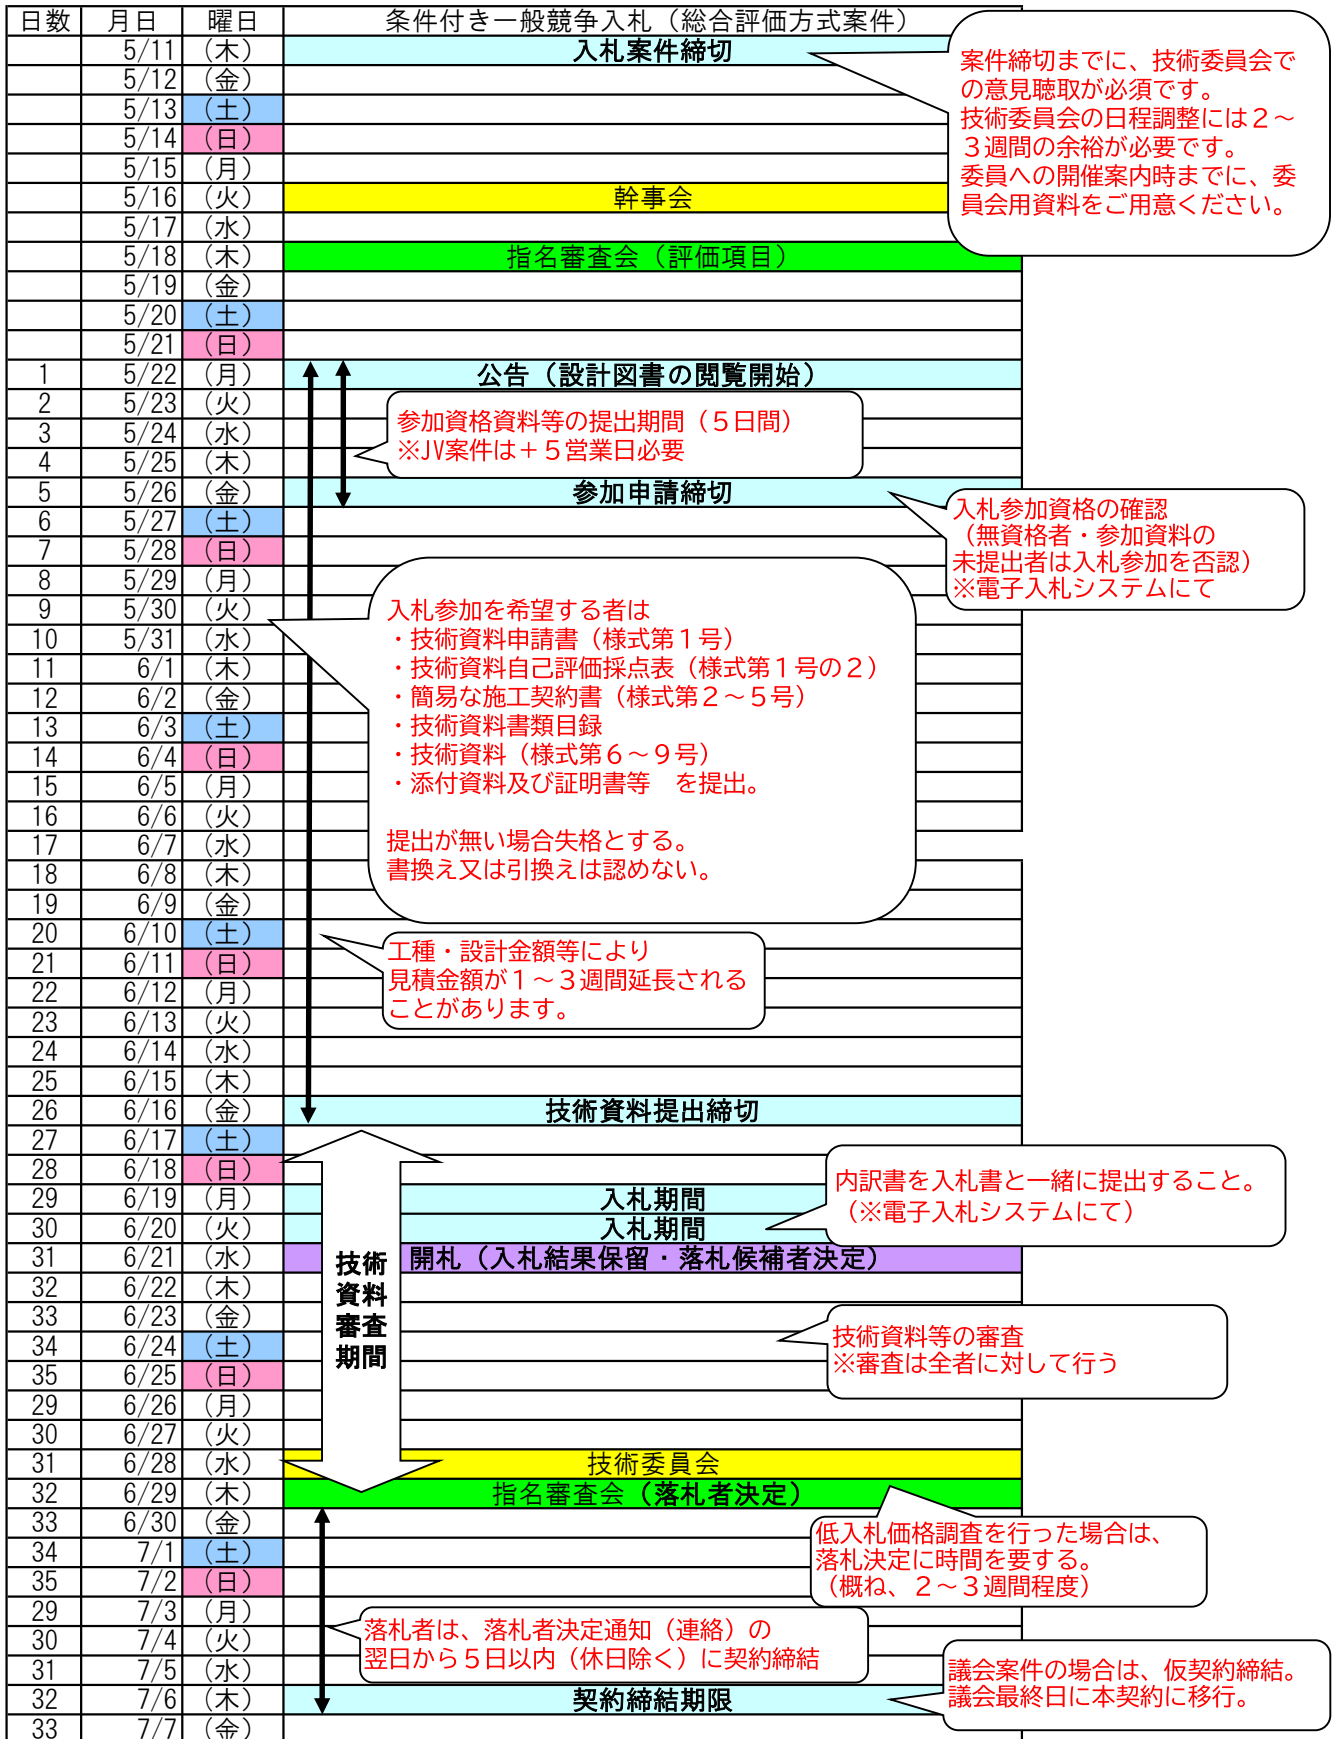 日数 月日 曜日 条件付き一般競争入札（総合評価方式案件）
5/11 （木） 入札案件締切
5/12 （金）
5/13 （土）
5/14 （日）
5/15 （月）
5/16 （火） 幹事会
5/17 （水）
5/18 （木） 指名審査会（評価項目）
5/19 （金）
5/20 （土）
5/21 （日）
案件締切までに、技術委員会で
の意見聴取が必須です。
技術委員会の日程調整には２～
３週間の余裕が必要です。
委員への開催案内時までに、委
員会用資料をご用意ください。
1 5/22 （月） 公告（設計図書の閲覧開始）
2 5/23 （火）
3 5/24 （水）
4 5/25 （木）
参加資格資料等の提出期間（５日間）
※JV案件は＋５営業日必要
5 5/26 （金） 参加申請締切
6 5/27 （土）
7 5/28 （日）
入札参加資格の確認
（無資格者・参加資料の
未提出者は入札参加を否認）
※電子入札システムにて
8 5/29 （月）
9 5/30 （火）
10 5/31 （水）
11 6/1 （木）
12 6/2 （金）
13 6/3 （土）
14 6/4 （日）
15 6/5 （月）
16 6/6 （火）
17 6/7 （水）
18 6/8 （木）
19 6/9 （金）
入札参加を希望する者は
・技術資料申請書（様式第１号）
・技術資料自己評価採点表（様式第１号の２）
・簡易な施工契約書（様式第２～５号）
・技術資料書類目録
・技術資料（様式第６～９号）
・添付資料及び証明書等　を提出。
提出が無い場合失格とする。
書換え又は引換えは認めない。
20 6/10 （土）
21 6/11 （日）
22 6/12 （月）
23 6/13 （火）
工種・設計金額等により
見積金額が１～３週間延長される
ことがあります。
24 6/14 （水）
25 6/15 （木）
26 6/16 （金） 技術資料提出締切
27 6/17 （土）
28 6/18 （日）
29 6/19 （月） 入札期間
30 6/20 （火） 入札期間
内訳書を入札書と一緒に提出すること。
（※電子入札システムにて）
31 6/21 （水） 開札（入札結果保留・落札候補者決定）
技術
資料
審査
期間
32 6/22 （木）
33 6/23 （金）
34 6/24 （土）
35 6/25 （日）
技術資料等の審査
※審査は全者に対して行う
29 6/26 （月）
30 6/27 （火）
31 6/28 （水） 技術委員会
32 6/29 （木） 指名審査会（落札者決定）
33 6/30 （金）
34 7/1 （土）
35 7/2 （日）
低入札価格調査を行った場合は、
落札決定に時間を要する。
（概ね、２～３週間程度）
29 7/3 （月）
30 7/4 （火）
31 7/5 （水）
落札者は、落札者決定通知（連絡）の
翌日から５日以内（休日除く）に契約締結
32 7/6 （木） 契約締結期限
議会案件の場合は、仮契約締結。
議会最終日に本契約に移行。
33 7/7 （金）